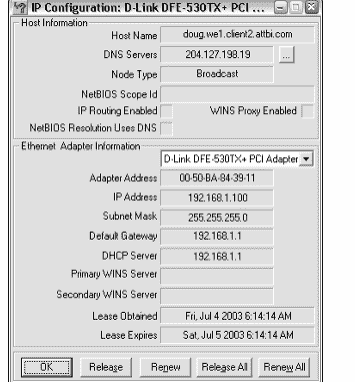 IP Configuration: D-Link DFE-530TX+ PCI ...
Host Information
Host Name doug.we1.client2.attbi.com
DNS Servers 204.127.198.19 ...
Node Type Broadcast
NetBIOS Scope Id
IP Routing Enabled WINS Proxy Enabled
NetBIOS Resolution Uses DNS
Ethernet Adapter Information
D-Link DFE-530TX+ PCI Adapter
Adapter Address 00-50-BA-84-39-11
IP Address 192.168.1.100
Subnet Mask 255.255.255.0
Default Gateway 192.168.1.1
DHCP Server 192.168.1.1
Primary WINS Server
Secondary WINS Server
Lease Obtained Fri, Jul 4 2003 6:14:14 AM
Lease Expires Sat, Jul 5 2003 6:14:14 AM
OK Release Renew Release All Renew All